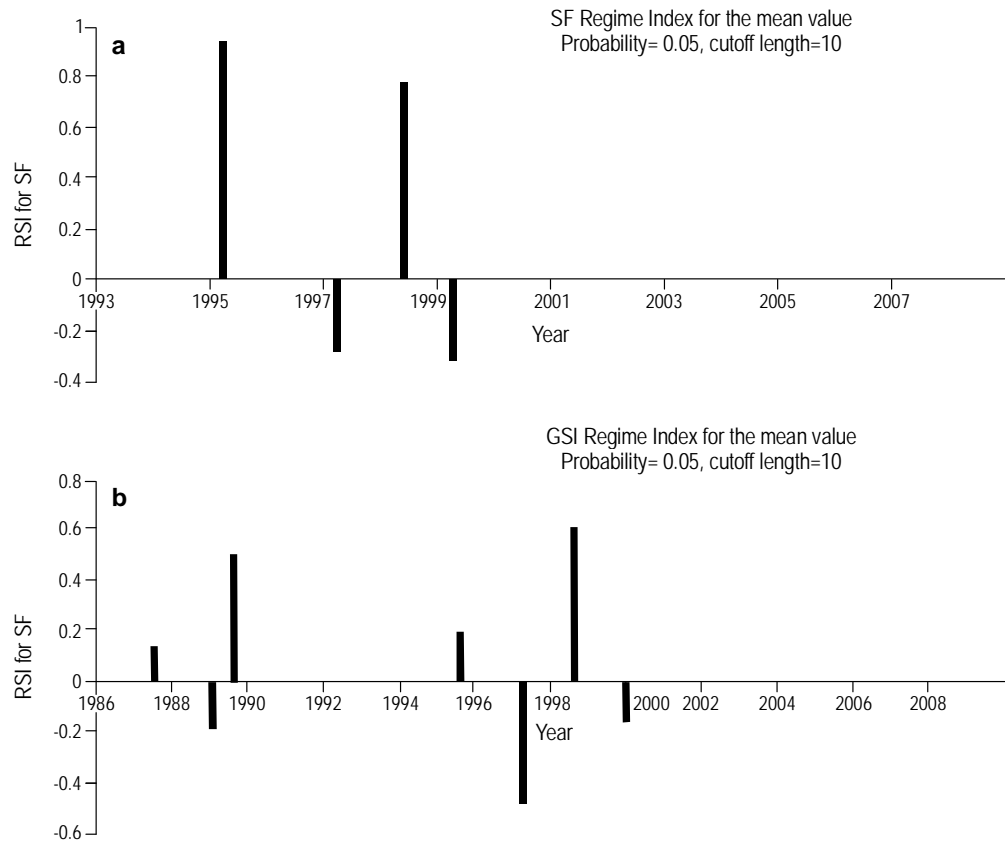 SF Regime Index for the mean value
Probability= 0.05, cutoff length=10
a
RSI for SF
1
0.8
0.6
0.4
0.2
0
-0.2
-0.4
1993 1995 1997 1999 2001 2003 2005 2007
Year
GSI Regime Index for the mean value
Probability= 0.05, cutoff length=10
b
RSI for SF
0.8
0.6
0.4
0.2
0
-0.2
-0.4
-0.6
1986 1988 1990 1992 1994 1996 1998 2000 2002 2004 2006 2008
Year